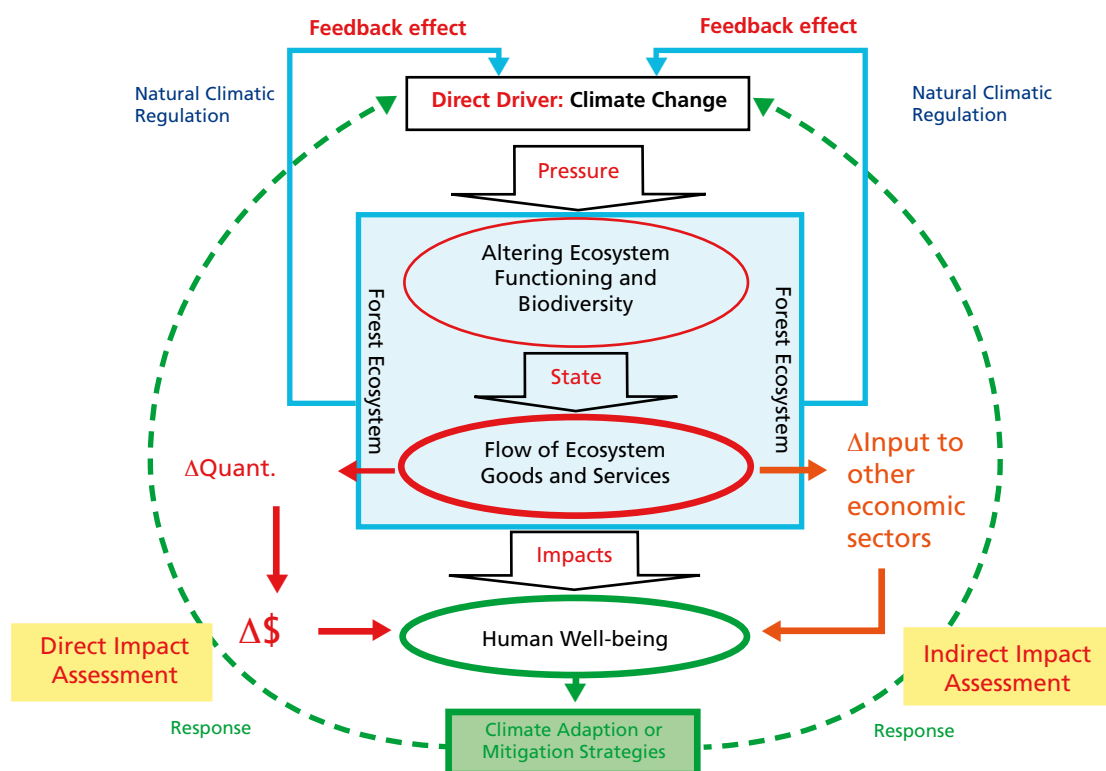 Feedback effect
Feedback effect
Natural Climatic
Regulation
Direct Driver: Climate Change
Natural Climatic
Regulation
Pressure
Altering Ecosystem
Functioning and
Biodiversity
Forest Ecosystem
Forest Ecosystem
State
Flow of Ecosystem
Goods and Services
ΔQuant.
ΔInput to
other
economic
sectors
Impacts
Δ$
Human Well-being
Direct Impact
Assessment
Indirect Impact
Assessment
Response
Climate Adaption or
Mitigation Strategies
Response